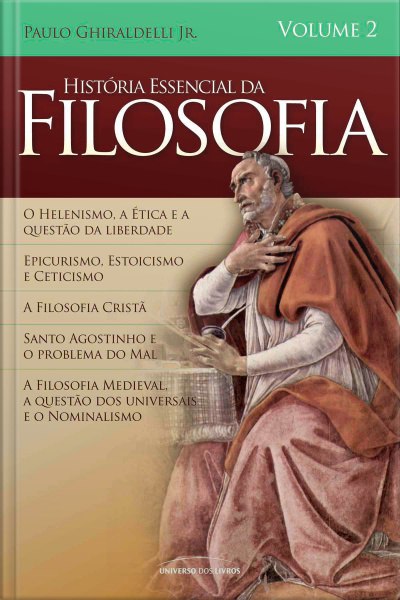 Paulo Ghiraldelli Jr.
Volume 2
História Essencial da
Filosofia
O Helenismo, a Ética e a
questão da liberdade
Epicurismo, Estoicismo
e Ceticismo
A Filosofia Cristã
Santo Agostinho e
o problema do Mal
A Filosofia Medieval,
a questão dos universais
e o Nominalismo
UNIVERSO DOS LIVROS